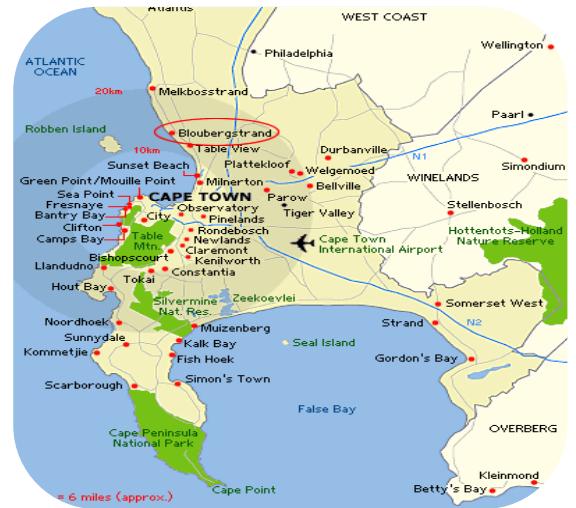 Atlantis
WEST COAST
Wellington
Philadelphia
ATLANTIC
OCEAN
20km
Melkbosstrand
Paarl
Robben Island
Bloubergstrand
10km
Table View
Durbanville
N1
Sunset Beach
Plattekloof
Welgemoed
Simondium
Green Point/Mouille Point
Milnerton
Bellville
WINELANDS
Sea Point
CAPE TOWN
Parow
Fresnaye
Observatory
Tiger Valley
Stellenbosch
Bantry Bay
City
Pinelands
Clifton
Rondebosch
Hottentots-Holland
Nature Reserve
Camps Bay
Table
Mtn.
Newlands
Cape Town
International Airport
Bishopscourt
Claremont
Kenilworth
Llandudno
Constantia
Tokai
Hout Bay
Silvermine
Nat. Res.
Zeekoevlei
Somerset West
Noordhoek
Muizenberg
Strand
N2
Sunnydale
Kalk Bay
Seal Island
Kommetjie
Fish Hoek
Gordon's Bay
Scarborough
Simon's Town
False Bay
OVERBERG
Cape Peninsula
National Park
Kleinmond
Cape Point
Betty's Bay
= 6 miles (approx.)